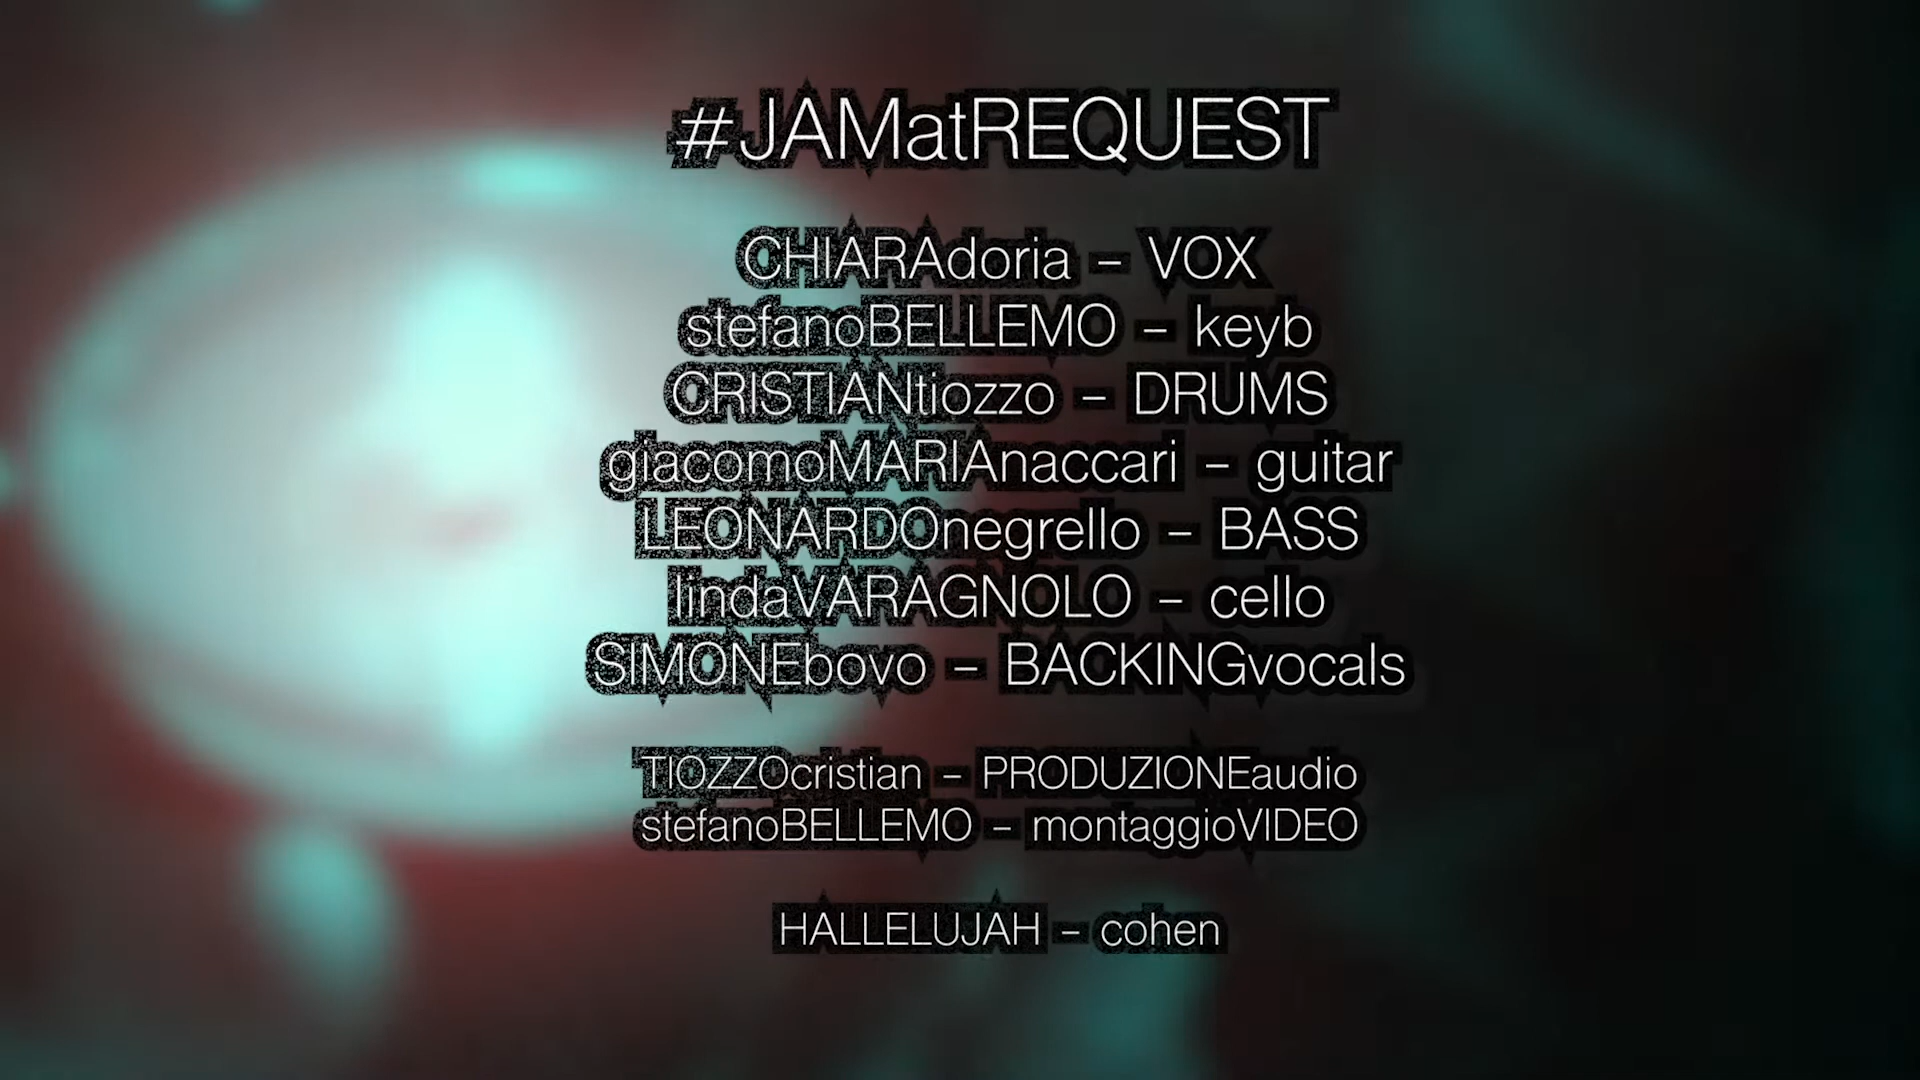 #JAMatREQUEST
CHIARAdoria – VOX
stefanoBELLEMO – keyb
CRISTIANtiozzo – DRUMS
giacomoMARIAnaccari – guitar
LEONARDOnegrello – BASS
lindaVARAGNOLO – cello
SIMONEbovo – BACKINGvocals
TIOZZOcristian – PRODUZIONEaudio
stefanoBELLEMO – montaggioVIDEO
HALLELUJAH – cohen